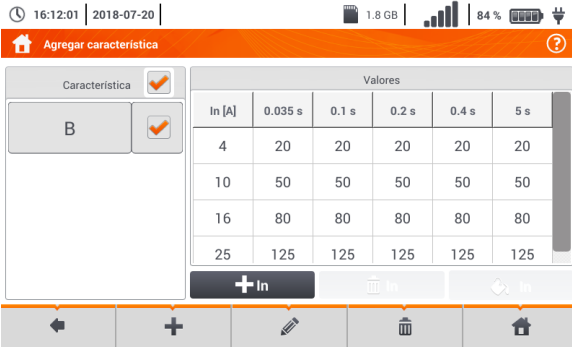 16:12:01 2018-07-20 1.8 GB 84 %
Agregar característica ?
Característica
B
Valores
In [A] 0.035 s 0.1 s 0.2 s 0.4 s 5 s
4 20 20 20 20 20
10 50 50 50 50 50
16 80 80 80 80 80
25 125 125 125 125 125
+ In In In